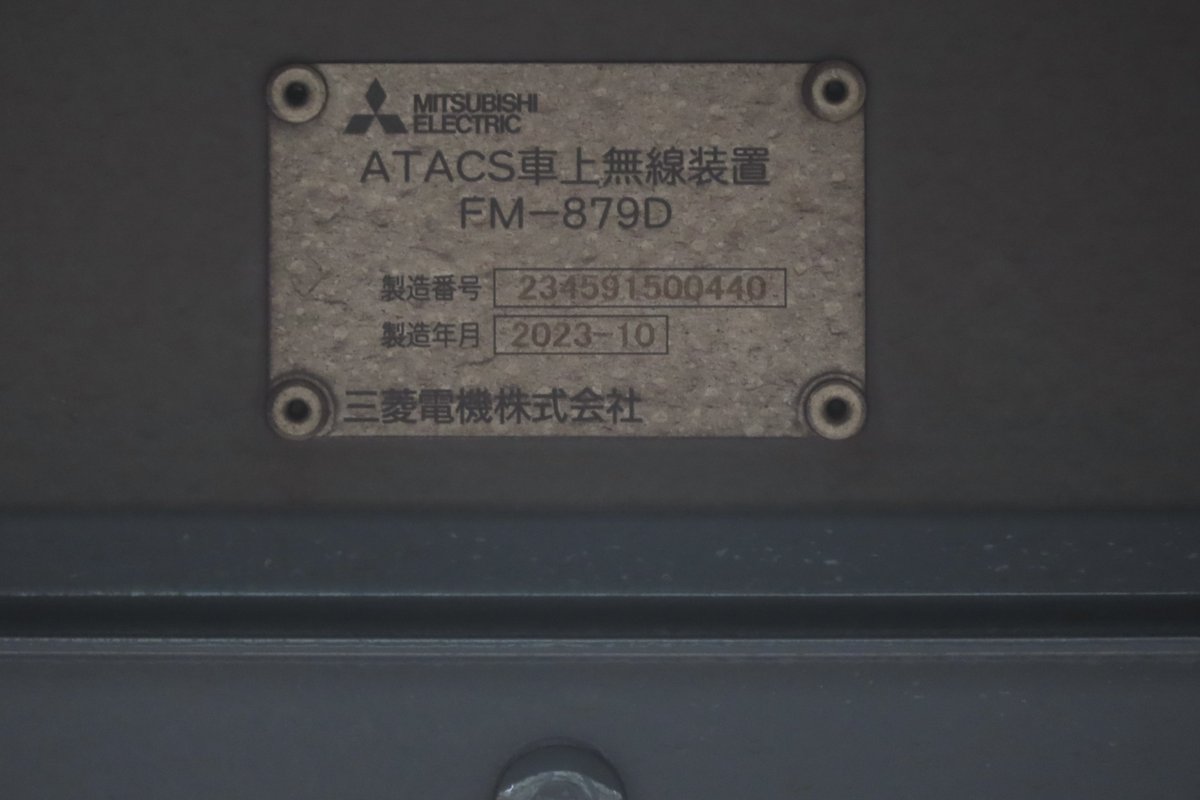 MITSUBISHI
ELECTRIC
ATACS車上無線装置
FM-879D
製造番号 234591500440
製造年月 2023-10
三菱電機株式会社